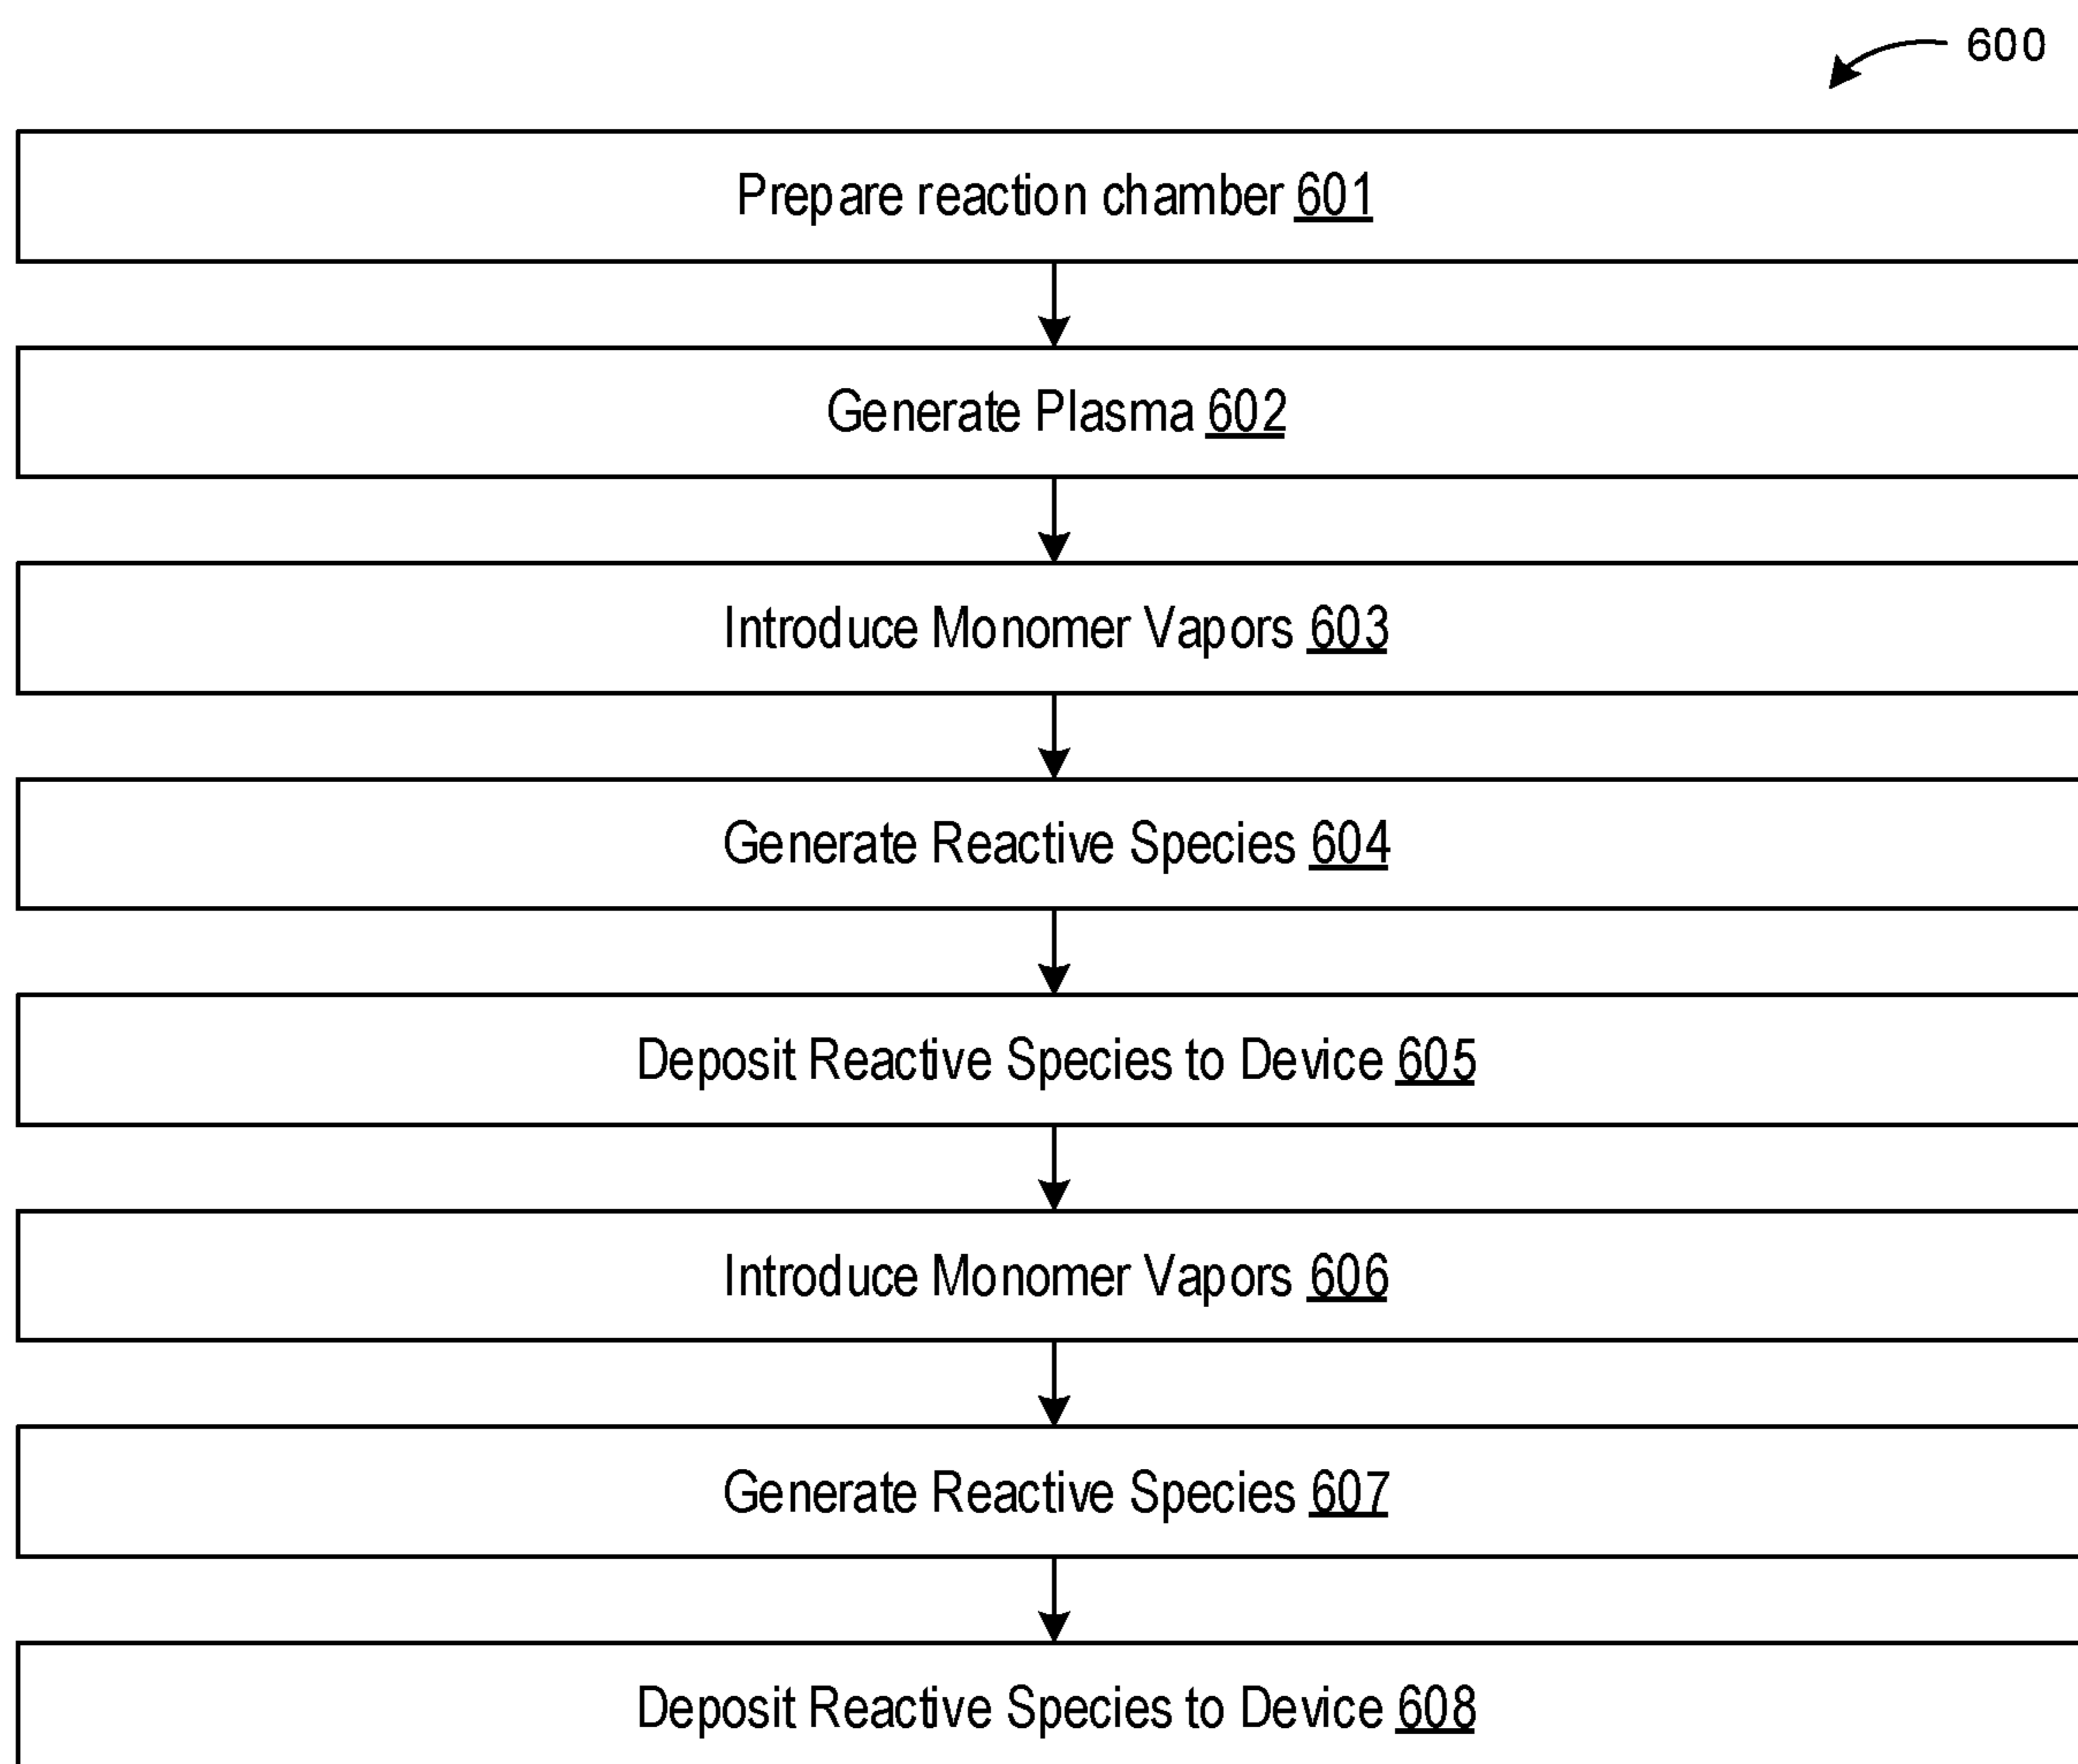 600
Prepare reaction chamber 601
Generate Plasma 602
Introduce Monomer Vapors 603
Generate Reactive Species 604
Deposit Reactive Species to Device 605
Introduce Monomer Vapors 606
Generate Reactive Species 607
Deposit Reactive Species to Device 608